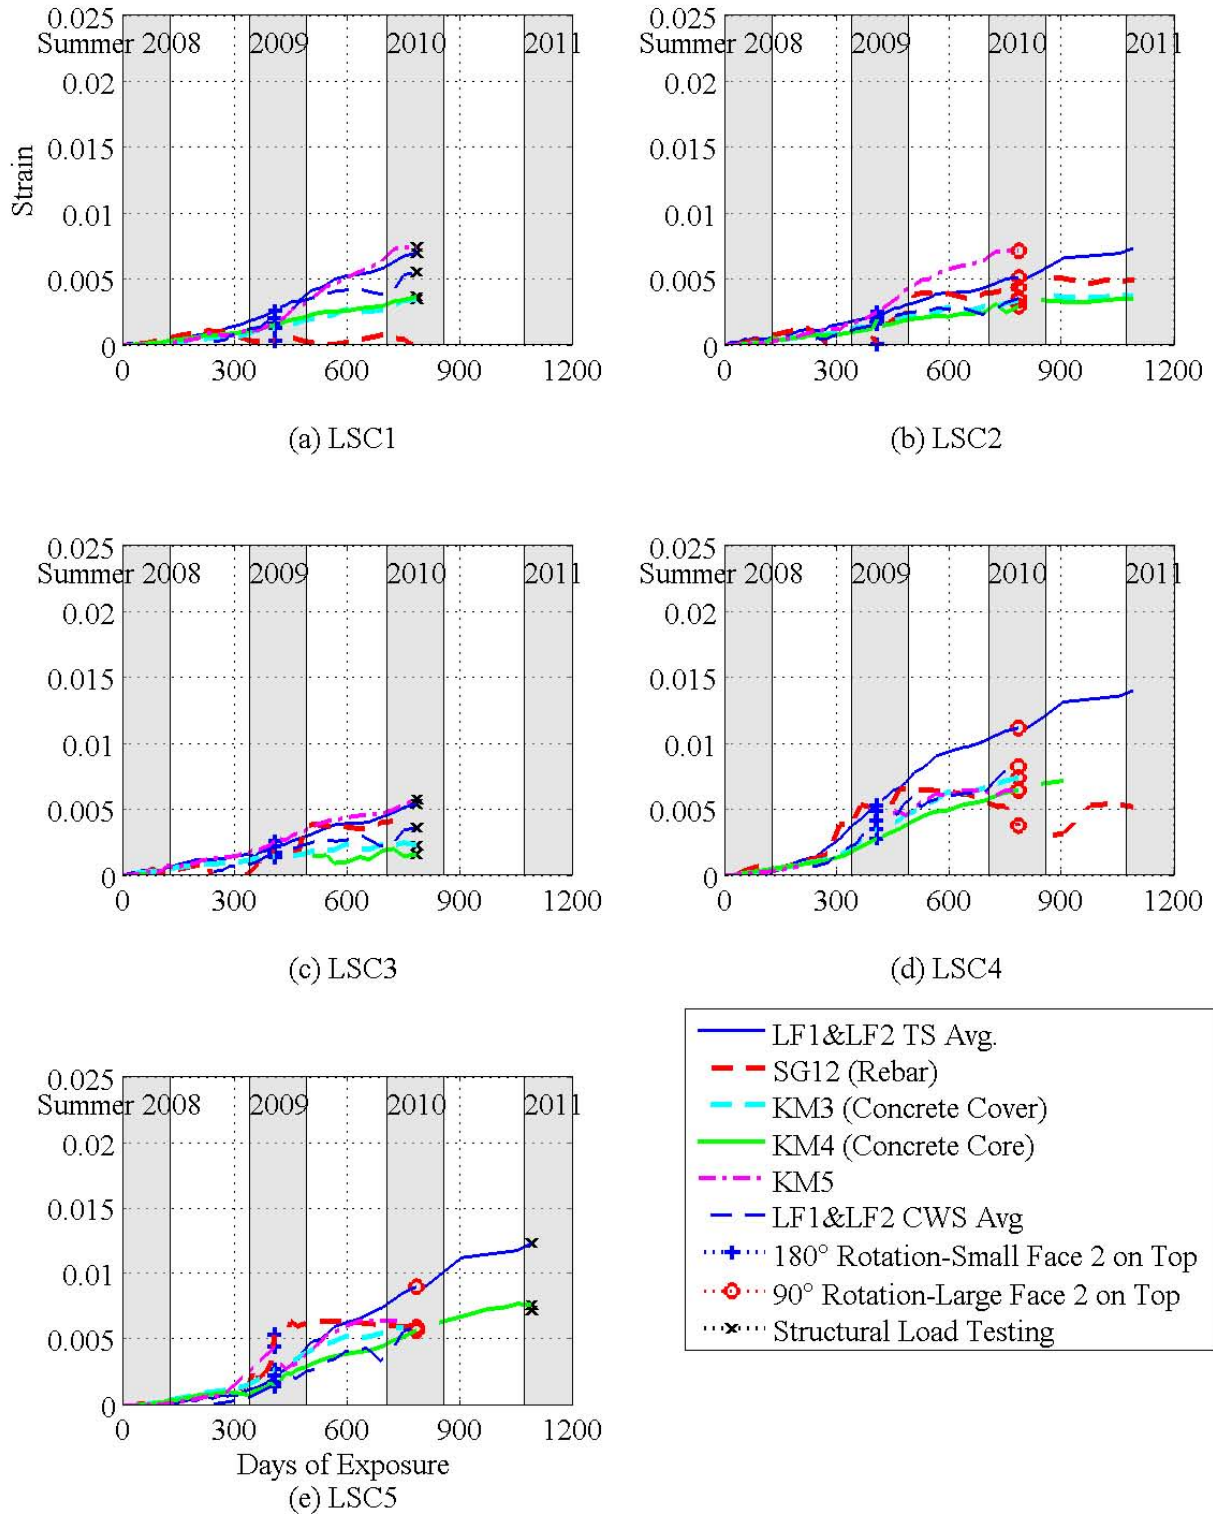 0.025
Summer 2008 2009 2010 2011
0.02
0.015
0.01
0.005
0
0 300 600 900 1200
Strain
(a) LSC1
0.025
Summer 2008 2009 2010 2011
0.02
0.015
0.01
0.005
0
0 300 600 900 1200
(b) LSC2
0.025
Summer 2008 2009 2010 2011
0.02
0.015
0.01
0.005
0
0 300 600 900 1200
(c) LSC3
0.025
Summer 2008 2009 2010 2011
0.02
0.015
0.01
0.005
0
0 300 600 900 1200
(d) LSC4
0.025
Summer 2008 2009 2010 2011
0.02
0.015
0.01
0.005
0
0 300 600 900 1200
Days of Exposure
(e) LSC5
LF1&LF2 TS Avg.
SG12 (Rebar)
KM3 (Concrete Cover)
KM4 (Concrete Core)
KM5
LF1&LF2 CWS Avg
180° Rotation-Small Face 2 on Top
90° Rotation-Large Face 2 on Top
Structural Load Testing